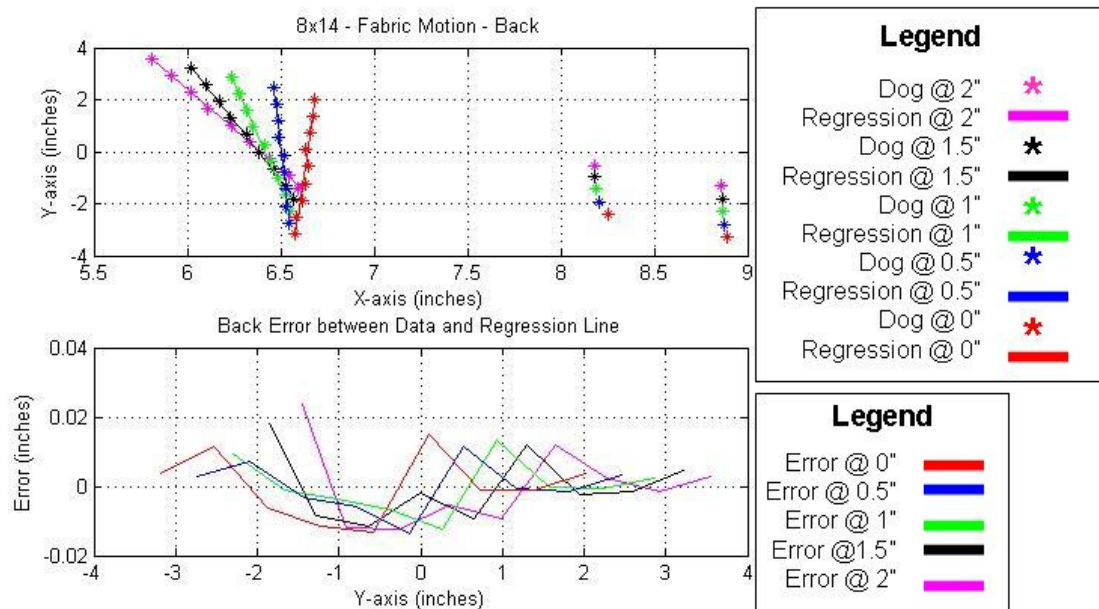 8x14 - Fabric Motion - Back
4
2
0
-2
-4
Y-axis (inches)
5.5 6 6.5 7 7.5 8 8.5 9
X-axis (inches)
Back Error between Data and Regression Line
0.04
0.02
0
-0.02
Error (inches)
-4 -3 -2 -1 0 1 2 3 4
Y-axis (inches)
Legend
Dog @ 2"
Regression @ 2"
Dog @ 1.5"
Regression @ 1.5"
Dog @ 1"
Regression @ 1"
Dog @ 0.5"
Regression @ 0.5"
Dog @ 0"
Regression @ 0"
Legend
Error @ 0"
Error @ 0.5"
Error @ 1"
Error @1.5"
Error @ 2"